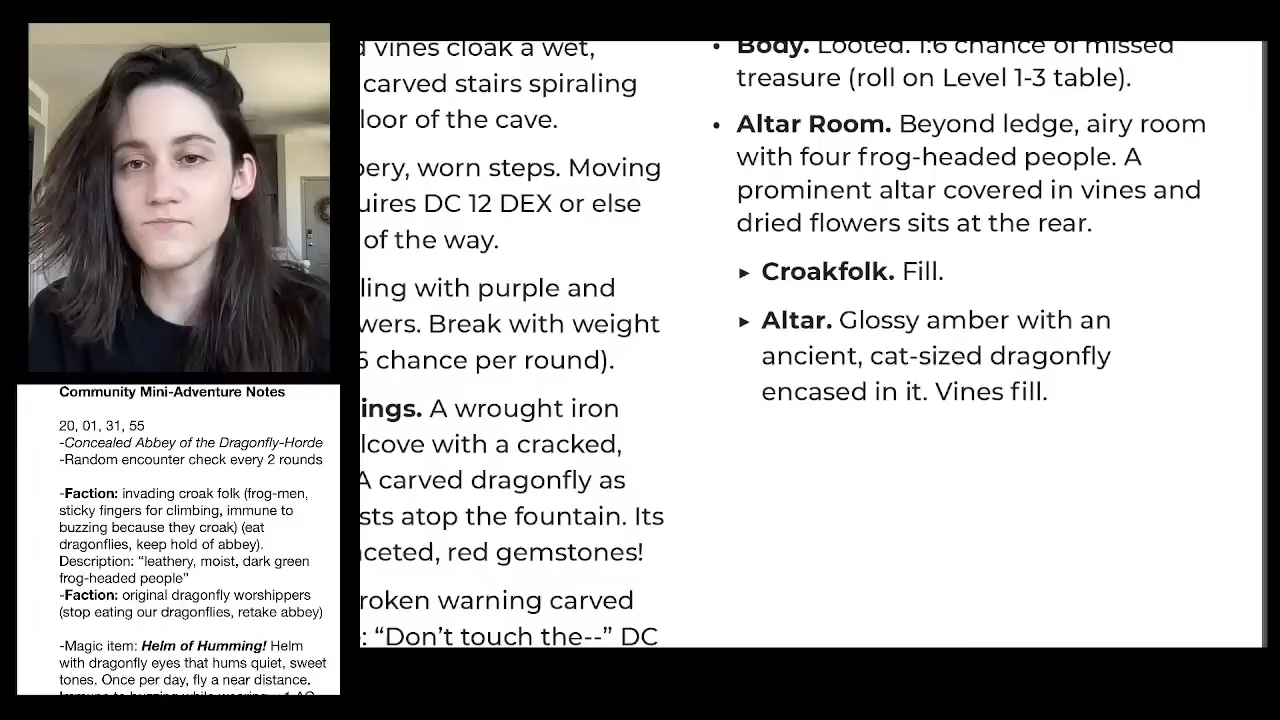 Community Mini-Adventure Notes
20, 01, 31, 55
-Concealed Abbey of the Dragonfly-Horde
-Random encounter check every 2 rounds
-Faction: invading croak folk (frog-men,
sticky fingers for climbing, immune to
buzzing because they croak) (eat
dragonflies, keep hold of abbey).
Description: “leathery, moist, dark green
frog-headed people”
-Faction: original dragonfly worshippers
(stop eating our dragonflies, retake abbey)
-Magic item: Helm of Humming! Helm
with dragonfly eyes that hums quiet, sweet
tones. Once per day, fly a near distance.
Immune to buzzing while wearing. +1 AC
d vines cloak a wet,
carved stairs spiraling
loor of the cave.
pery, worn steps. Moving
uires DC 12 DEX or else
of the way.
ling with purple and
wers. Break with weight
6 chance per round).
ings. A wrought iron
lcove with a cracked,
A carved dragonfly as
sts atop the fountain. Its
aceted, red gemstones!
roken warning carved
: “Don’t touch the--” DC
• Body. Looted. 1:6 chance of missed
treasure (roll on Level 1-3 table).
• Altar Room. Beyond ledge, airy room
with four frog-headed people. A
prominent altar covered in vines and
dried flowers sits at the rear.
▸ Croakfolk. Fill.
▸ Altar. Glossy amber with an
ancient, cat-sized dragonfly
encased in it. Vines fill.